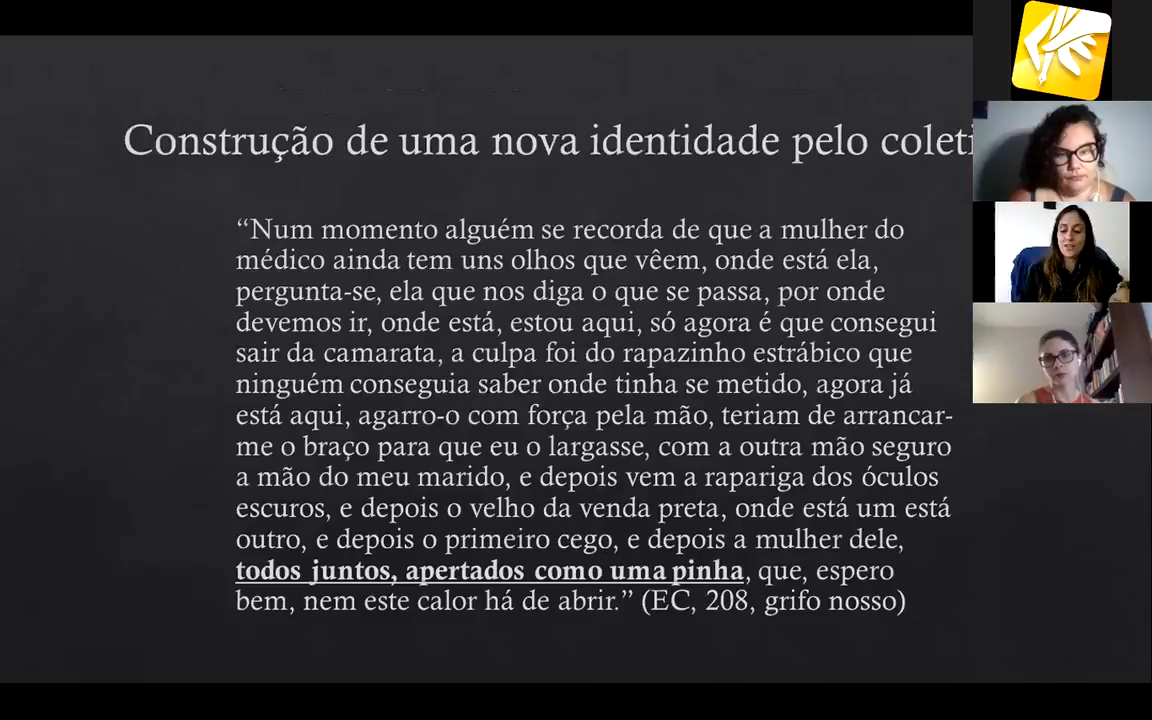 Construção de uma nova identidade pelo coleti
“Num momento alguém se recorda de que a mulher do
médico ainda tem uns olhos que vêem, onde está ela,
pergunta-se, ela que nos diga o que se passa, por onde
devemos ir, onde está, estou aqui, só agora é que consegui
sair da camarata, a culpa foi do rapazinho estrábico que
ninguém conseguia saber onde tinha se metido, agora já
está aqui, agarro-o com força pela mão, teriam de arrancar-
me o braço para que eu o largasse, com a outra mão seguro
a mão do meu marido, e depois vem a rapariga dos óculos
escuros, e depois o velho da venda preta, onde está um está
outro, e depois o primeiro cego, e depois a mulher dele,
todos juntos, apertados como uma pinha, que, espero
bem, nem este calor há de abrir.” (EC, 208, grifo nosso)